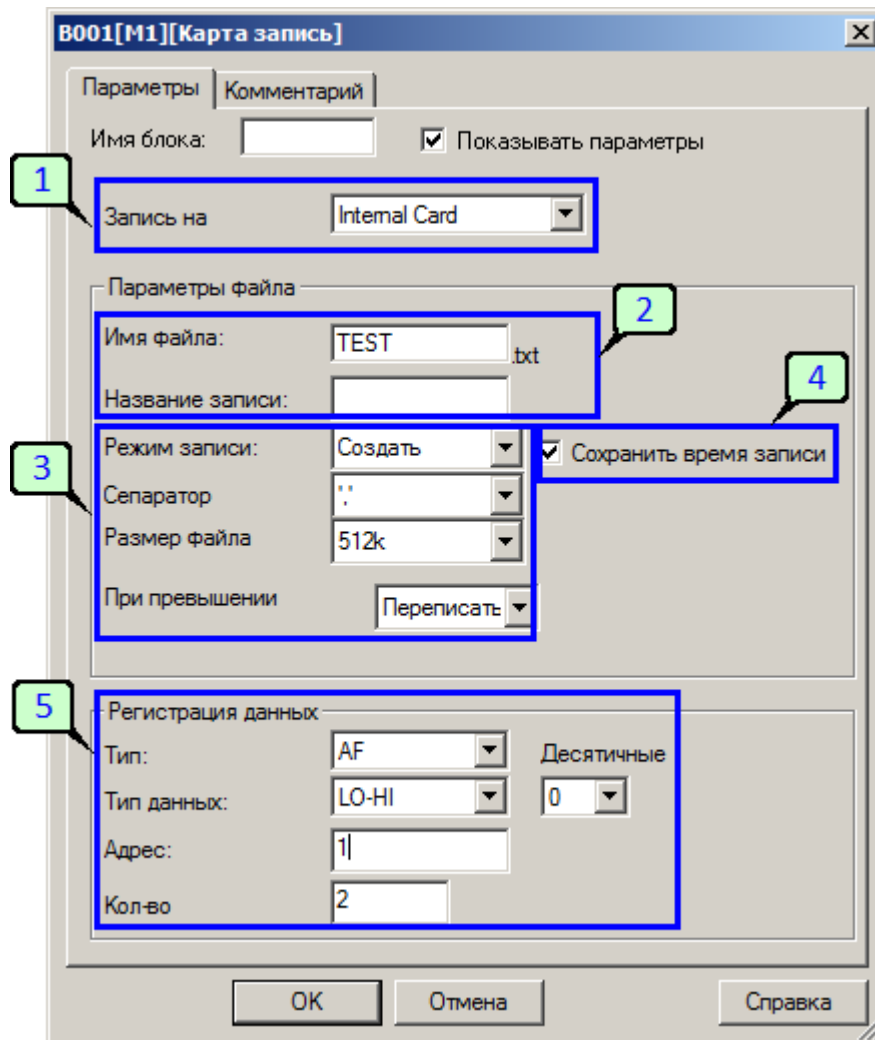 B001[M1][Карта запись]
Параметры Комментарий
Имя блока: Показывать параметры
1
Запись на Internal Card
Параметры файла
2
Имя файла: TEST .txt
4
Название записи:
3
Режим записи: Создать Сохранить время записи
Сепаратор ','
Размер файла 512k
При превышении Переписать
5
Регистрация данных
Тип: AF Десятичные
Тип данных: LO-HI 0
Адрес: 1
Кол-во 2
OK Отмена Справка